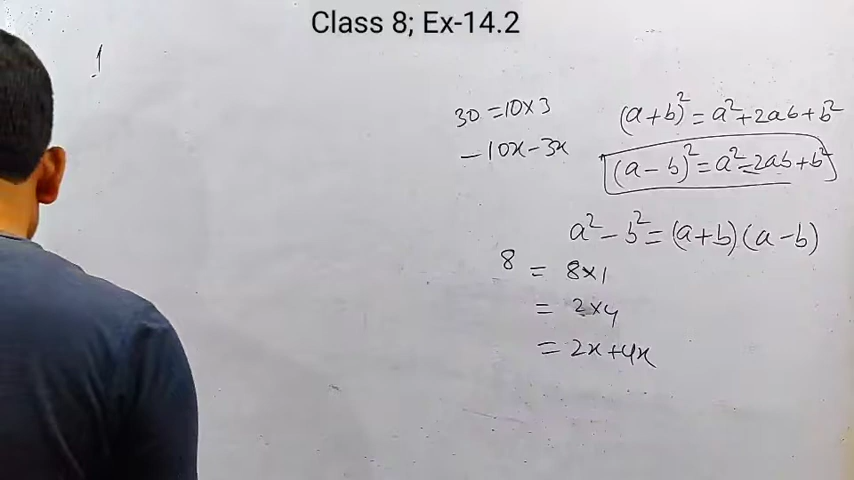 Class 8; Ex-14.2
1
30 = 10×3
- 10x - 3x
(a+b)² = a²+2ab+b²
(a-b)² = a²-2ab+b²
a² - b² = (a+b)(a-b)
8 = 8×1
= 2×4
= 2x+4x